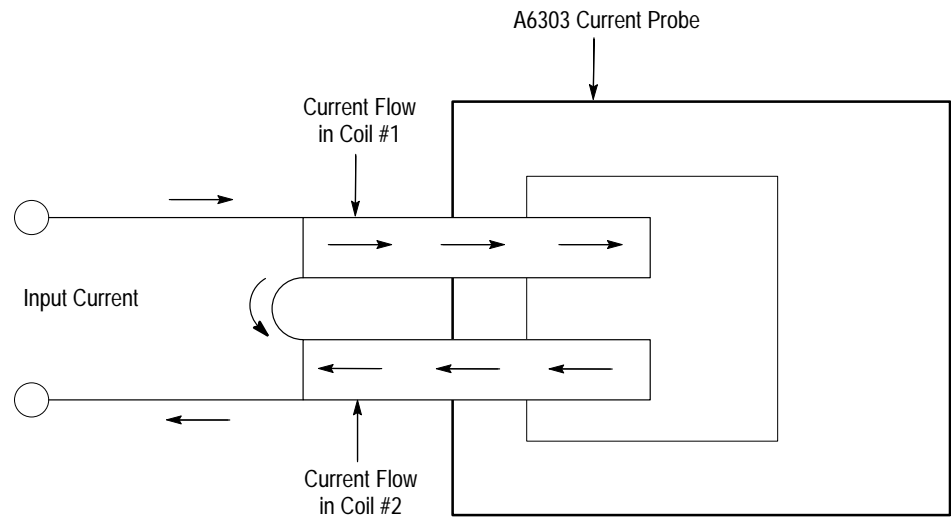 A6303 Current Probe
Current Flow
in Coil #1
Input Current
Current Flow
in Coil #2